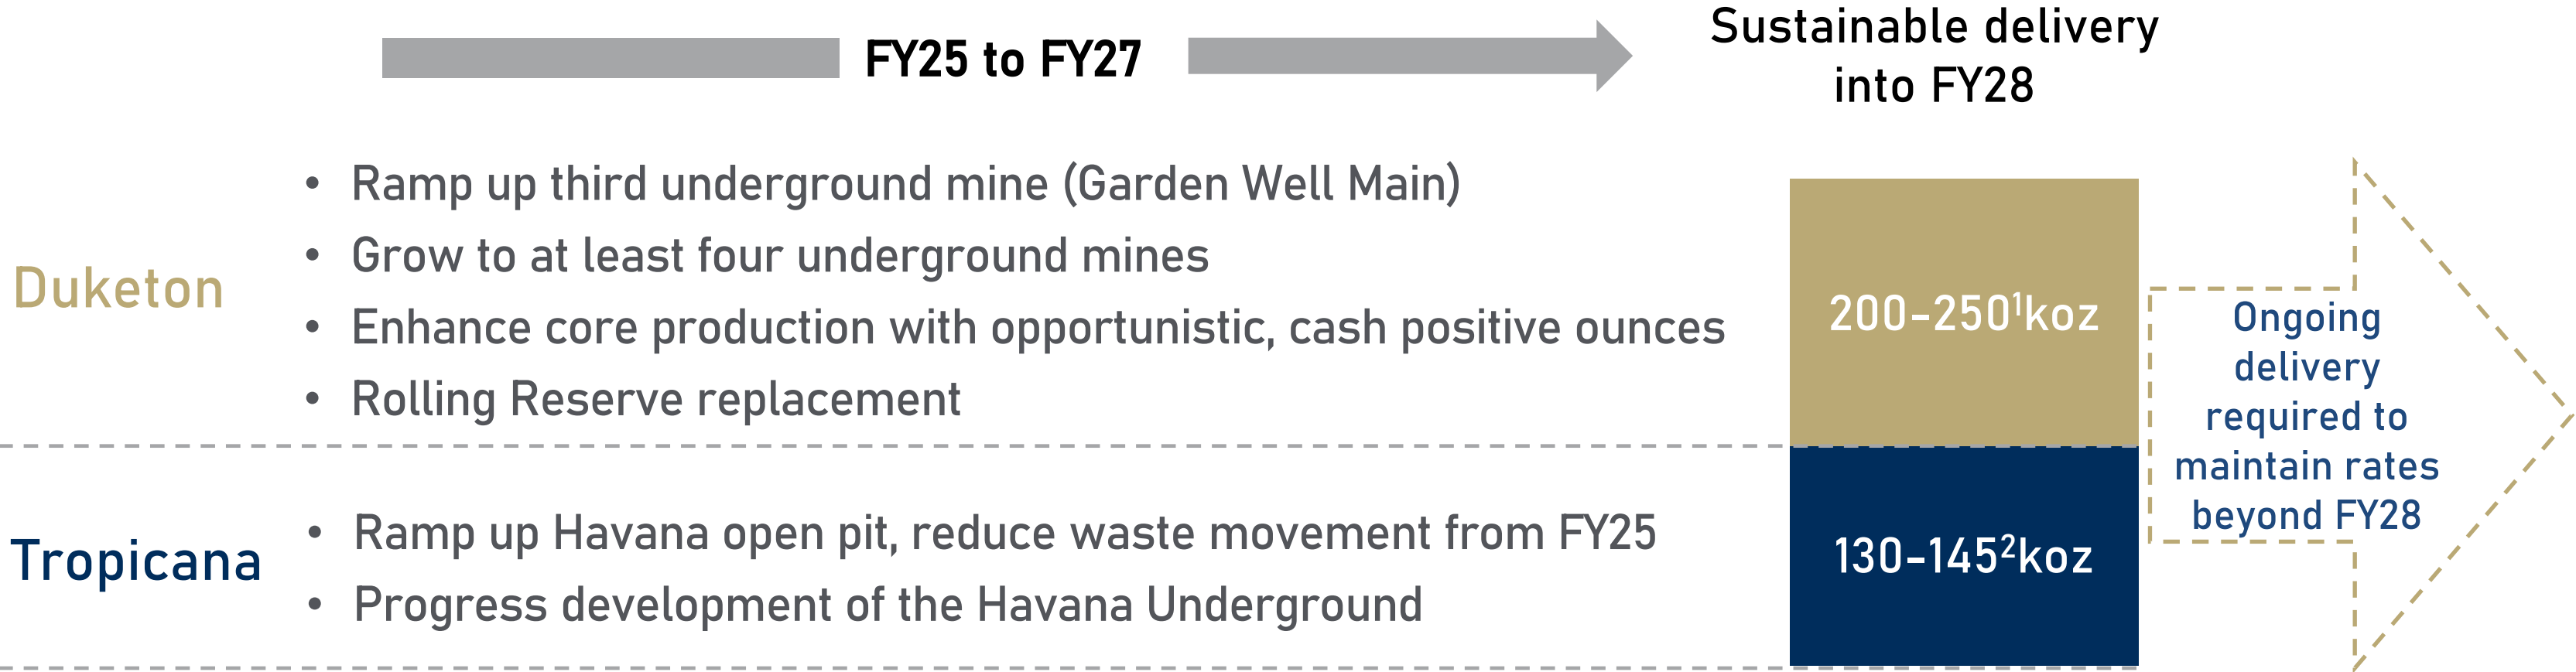 FY25 to FY27
Sustainable delivery
into FY28
Duketon
• Ramp up third underground mine (Garden Well Main)
• Grow to at least four underground mines
• Enhance core production with opportunistic, cash positive ounces
• Rolling Reserve replacement
200-250¹koz
Tropicana
• Ramp up Havana open pit, reduce waste movement from FY25
• Progress development of the Havana Underground
130-145²koz
Ongoing
delivery
required to
maintain rates
beyond FY28